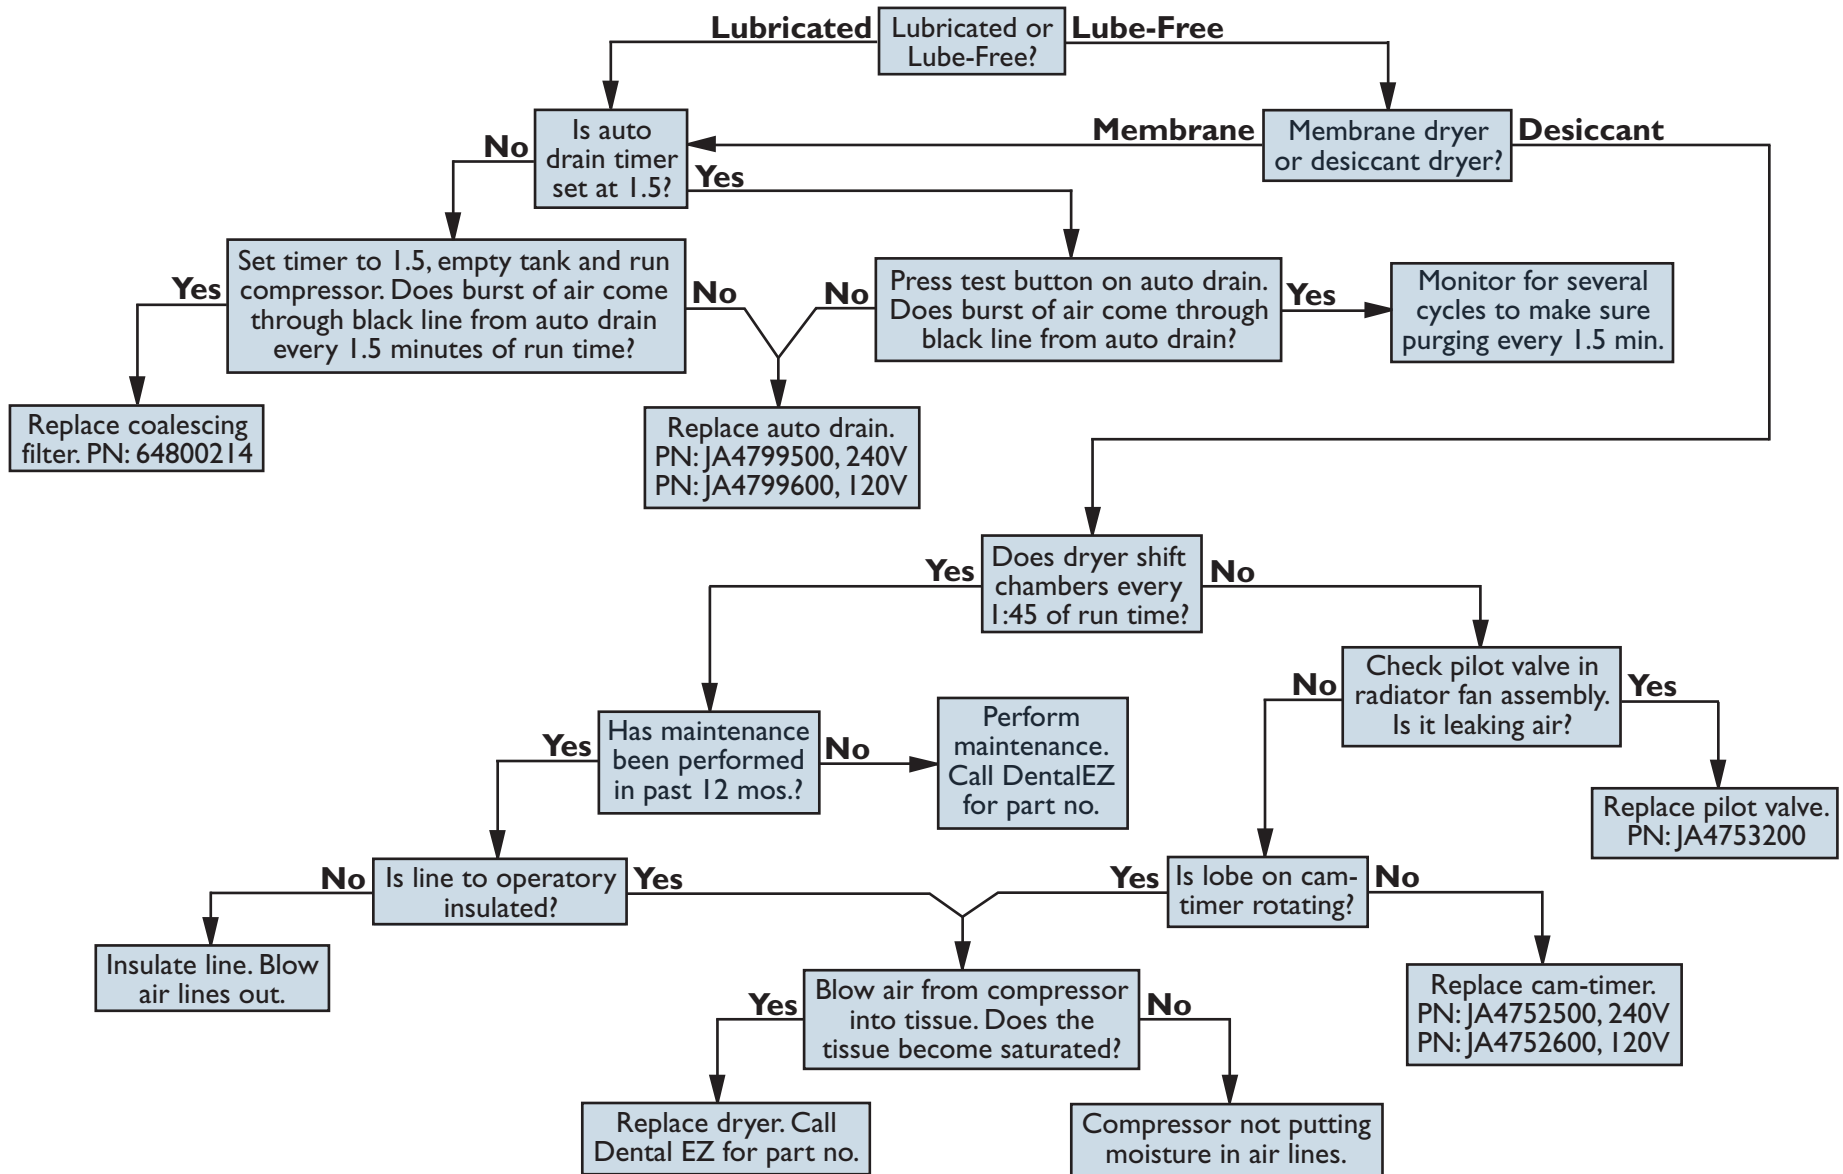 Lubricated
Lubricated or
Lube-Free?
Lube-Free
Is auto
drain timer
set at 1.5?
Membrane
Membrane dryer
or desiccant dryer?
Desiccant
No
Yes
Yes
Set timer to 1.5, empty tank and run
compressor. Does burst of air come
through black line from auto drain
every 1.5 minutes of run time?
No
No
Press test button on auto drain.
Does burst of air come through
black line from auto drain?
Yes
Monitor for several
cycles to make sure
purging every 1.5 min.
Replace coalescing
filter. PN: 64800214
Replace auto drain.
PN: JA4799500, 240V
PN: JA4799600, 120V
Yes
Does dryer shift
chambers every
1:45 of run time?
No
No
Check pilot valve in
radiator fan assembly.
Is it leaking air?
Yes
Yes
Has maintenance
been performed
in past 12 mos.?
No
Perform
maintenance.
Call DentalEZ
for part no.
Replace pilot valve.
PN: JA4753200
No
Is line to operatory
insulated?
Yes
Yes
Is lobe on cam-
timer rotating?
No
Insulate line. Blow
air lines out.
Yes
Blow air from compressor
into tissue. Does the
tissue become saturated?
No
Replace cam-timer.
PN: JA4752500, 240V
PN: JA4752600, 120V
Replace dryer. Call
Dental EZ for part no.
Compressor not putting
moisture in air lines.